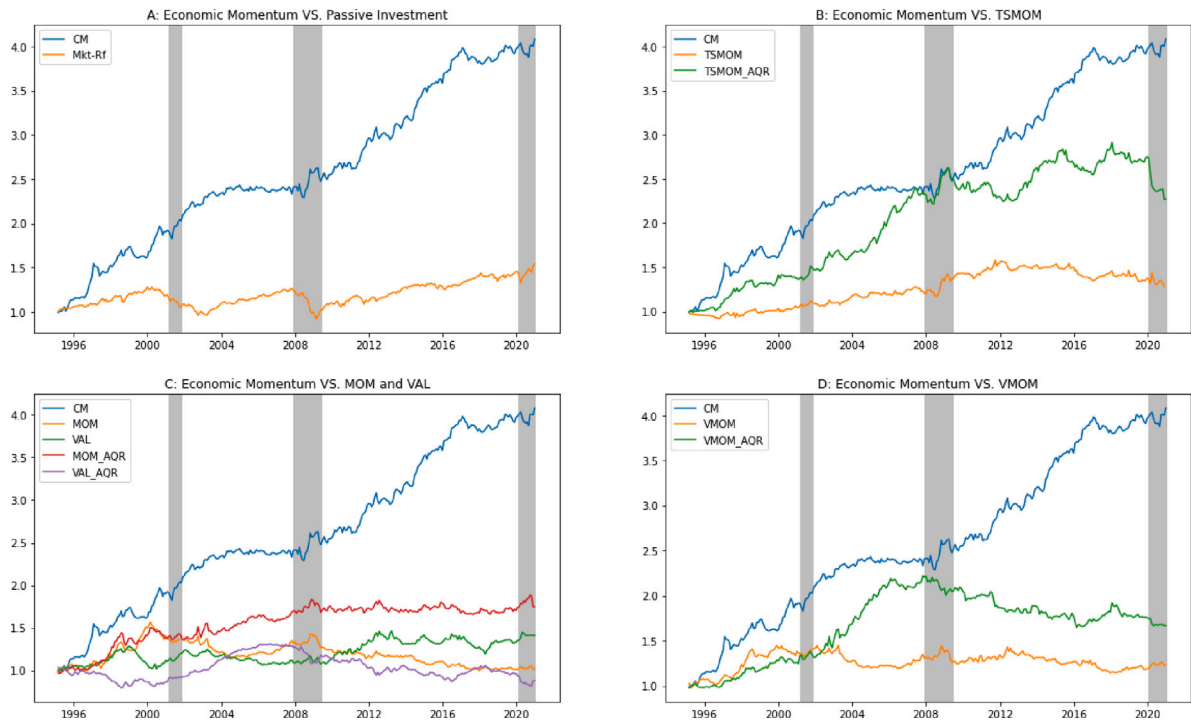 A: Economic Momentum VS. Passive Investment
CM
Mkt-Rf
4.0
3.5
3.0
2.5
2.0
1.5
1.0
1996 2000 2004 2008 2012 2016 2020
B: Economic Momentum VS. TSMOM
CM
TSMOM
TSMOM_AQR
4.0
3.5
3.0
2.5
2.0
1.5
1.0
1996 2000 2004 2008 2012 2016 2020
C: Economic Momentum VS. MOM and VAL
CM
MOM
VAL
MOM_AQR
VAL_AQR
4.0
3.5
3.0
2.5
2.0
1.5
1.0
1996 2000 2004 2008 2012 2016 2020
D: Economic Momentum VS. VMOM
CM
VMOM
VMOM_AQR
4.0
3.5
3.0
2.5
2.0
1.5
1.0
1996 2000 2004 2008 2012 2016 2020